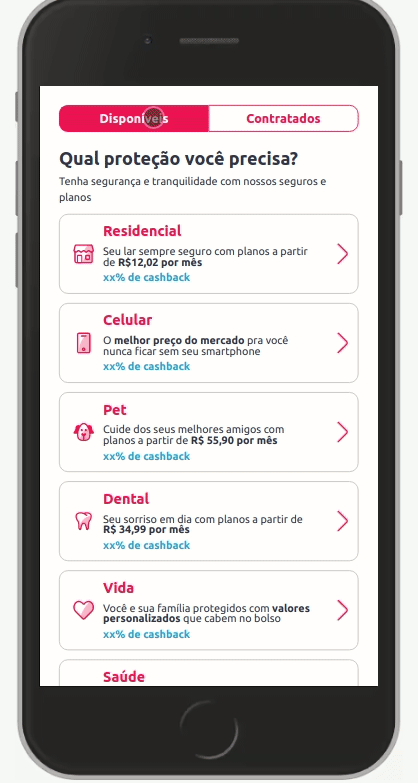 Disponíveis
Contratados
Qual proteção você precisa?
Tenha segurança e tranquilidade com nossos seguros e
planos
Residencial
Seu lar sempre seguro com planos a partir
de R$12,02 por mês
xx% de cashback
Celular
O melhor preço do mercado pra você
nunca ficar sem seu smartphone
xx% de cashback
Pet
Cuide dos seus melhores amigos com
planos a partir de R$ 55,90 por mês
xx% de cashback
Dental
Seu sorriso em dia com planos a partir de
R$ 34,99 por mês
xx% de cashback
Vida
Você e sua família protegidos com valores
personalizados que cabem no bolso
xx% de cashback
Saúde